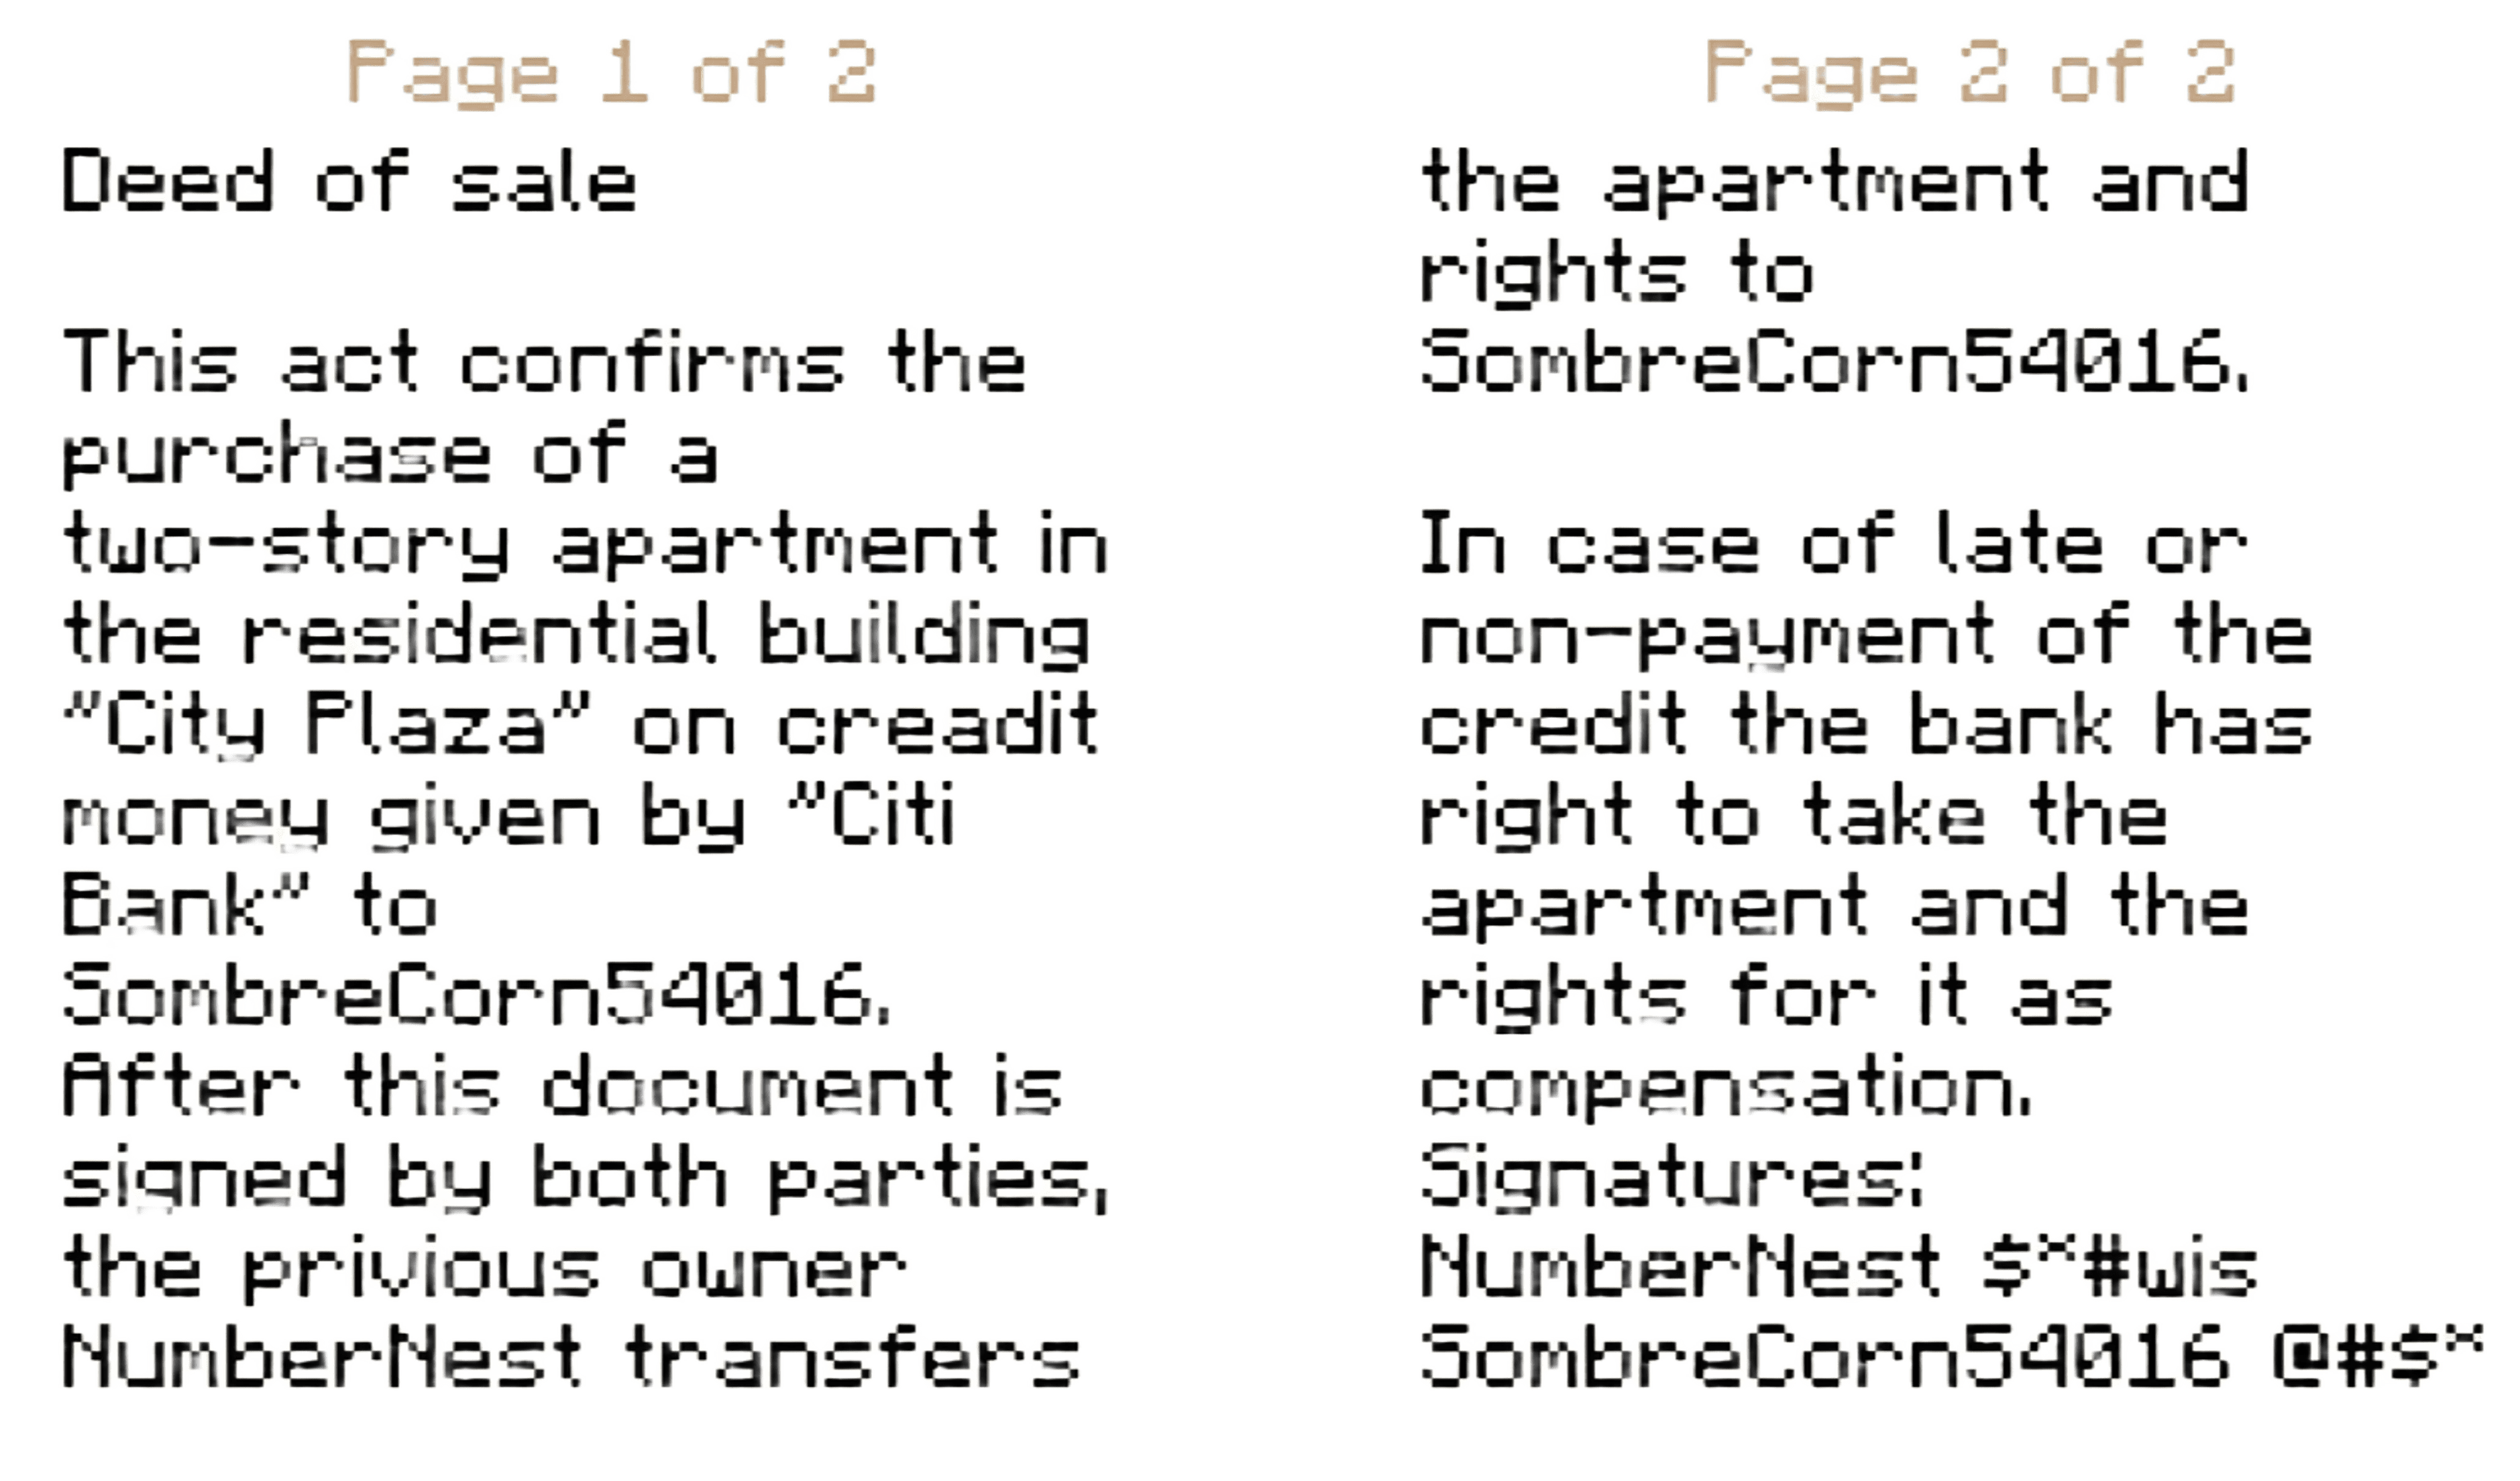 Page 1 of 2
Deed of sale
This act confirms the
purchase of a
two-story apartment in
the residential building
"City Plaza" on creadit
money given by "Citi
Bank" to
SombreCorn54016.
After this document is
signed by both parties,
the privious owner
NumberNest transfers
Page 2 of 2
the apartment and
rights to
SombreCorn54016.
In case of late or
non-payment of the
credit the bank has
right to take the
apartment and the
rights for it as
compensation.
Signatures:
NumberNest $*#wis
SombreCorn54016 @#$*